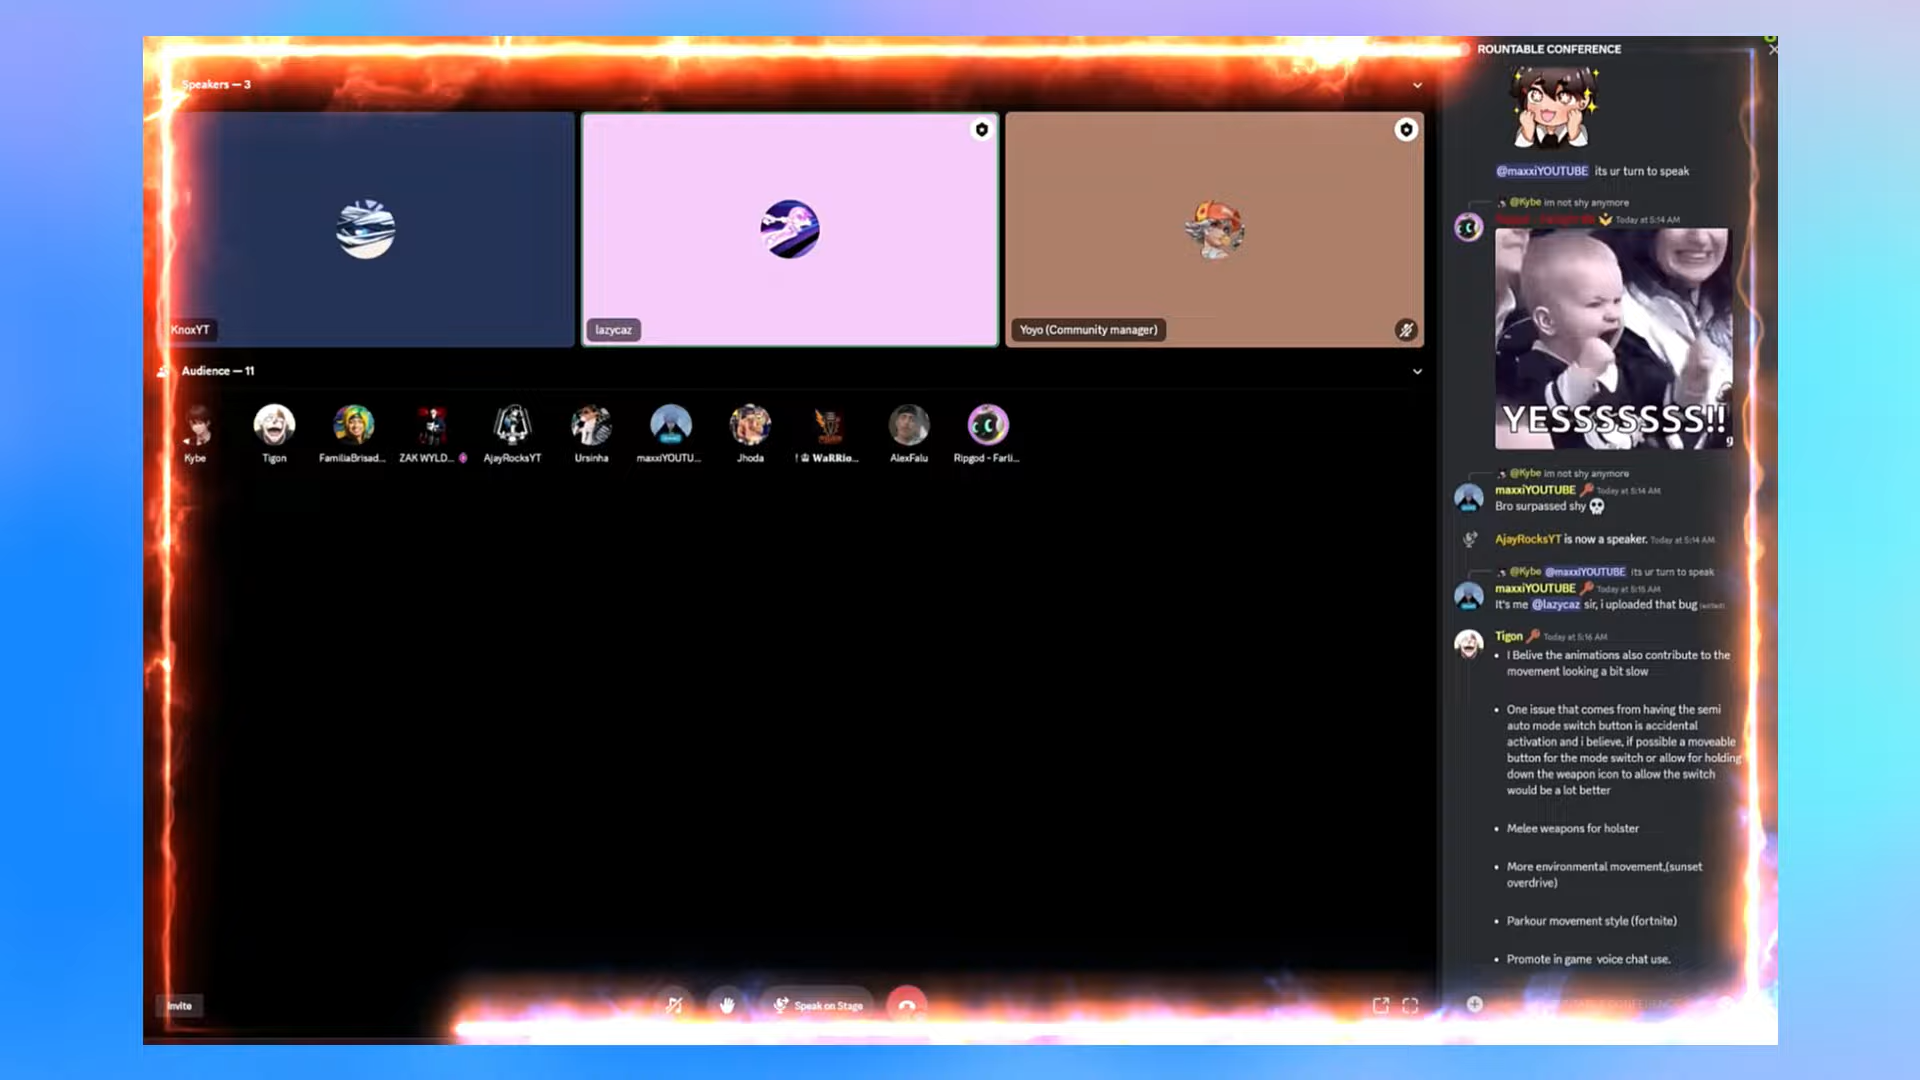 Speakers — 3
KnoxYT
lazycaz
Yoyo (Community manager)
Audience — 11
Kybe
Tigon
FamiliaBrisad...
ZAK WYLD...
AjayRocksYT
Ursinha
maxxiYOUTU...
Jhoda
! ♔ WaRRio...
AlexFalu
Ripgod - Farli...
Invite
Speak on Stage
ROUNTABLE CONFERENCE
@maxxiYOUTUBE its ur turn to speak
@Kybe im not shy anymore
Today at 5:14 AM
YESSSSSSS!!
@Kybe im not shy anymore
maxxiYOUTUBE Today at 5:14 AM
Bro surpassed shy 💀
AjayRocksYT is now a speaker. Today at 5:14 AM
@Kybe @maxxiYOUTUBE its ur turn to speak
maxxiYOUTUBE Today at 5:15 AM
It's me @lazycaz sir, i uploaded that bug (edited)
Tigon Today at 5:16 AM
• I Belive the animations also contribute to the
movement looking a bit slow
• One issue that comes from having the semi
auto mode switch button is accidental
activation and i believe, if possible a moveable
button for the mode switch or allow for holding
down the weapon icon to allow the switch
would be a lot better
• Melee weapons for holster
• More environmental movement,(sunset
overdrive)
• Parkour movement style (fortnite)
• Promote in game voice chat use.